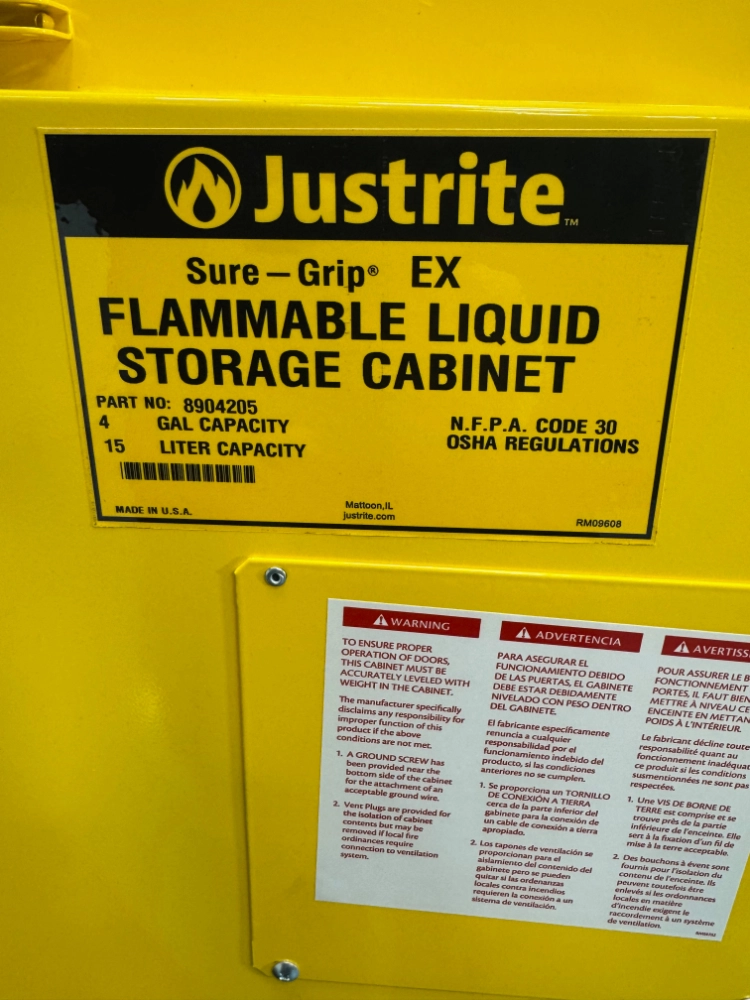 Justrite™
Sure–Grip® EX
FLAMMABLE LIQUID
STORAGE CABINET
PART NO: 8904205
4 GAL CAPACITY
15 LITER CAPACITY
N.F.P.A. CODE 30
OSHA REGULATIONS
MADE IN U.S.A.
Mattoon,IL
justrite.com
RM09608
WARNING
TO ENSURE PROPER
OPERATION OF DOORS,
THIS CABINET MUST BE
ACCURATELY LEVELED WITH
WEIGHT IN THE CABINET.
The manufacturer specifically
disclaims any responsibility for
improper function of this
product if the above
conditions are not met.
1. A GROUND SCREW has
been provided near the
bottom side of the cabinet
for the attachment of an
acceptable ground wire.
2. Vent Plugs are provided for
the isolation of cabinet
contents but may be
removed if local fire
ordinances require
connection to ventilation
system.
ADVERTENCIA
PARA ASEGURAR EL
FUNCIONAMIENTO DEBIDO
DE LAS PUERTAS, EL GABINETE
DEBE ESTAR DEBIDAMENTE
NIVELADO CON PESO DENTRO
DEL GABINETE.
El fabricante específicamente
renuncia a cualquier
responsabilidad por el
funcionamiento indebido del
producto, si las condiciones
anteriores no se cumplen.
1. Se proporciona un TORNILLO
DE CONEXIÓN A TIERRA
cerca de la parte inferior del
gabinete para la conexión de
un cable de conexión a tierra
apropiado.
2. Los tapones de ventilación se
proporcionan para el
aislamiento del contenido del
gabinete pero se pueden
quitar si las ordenanzas
locales contra incendios
requieren la conexión a un
sistema de ventilación.
AVERTISS
POUR ASSURER LE B
FONCTIONNEMENT
PORTES, IL FAUT BIEN
METTRE À NIVEAU CE
ENCEINTE EN METTAN
POIDS À L'INTÉRIEUR.
Le fabricant décline toute
responsabilité quant au
fonctionnement inadéquat
ce produit si les conditions
susmentionnées ne sont pas
respectées.
1. Une VIS DE BORNE DE
TERRE est comprise et se
trouve près de la partie
inférieure de l'enceinte. Elle
sert à la fixation d'un fil de
mise à la terre acceptable.
2. Des bouchons à évent sont
fournis pour l'isolation du
contenu de l'enceinte. Ils
peuvent toutefois être
enlevés si les ordonnances
locales en matière
d'incendie exigent le
raccordement à un système
de ventilation.